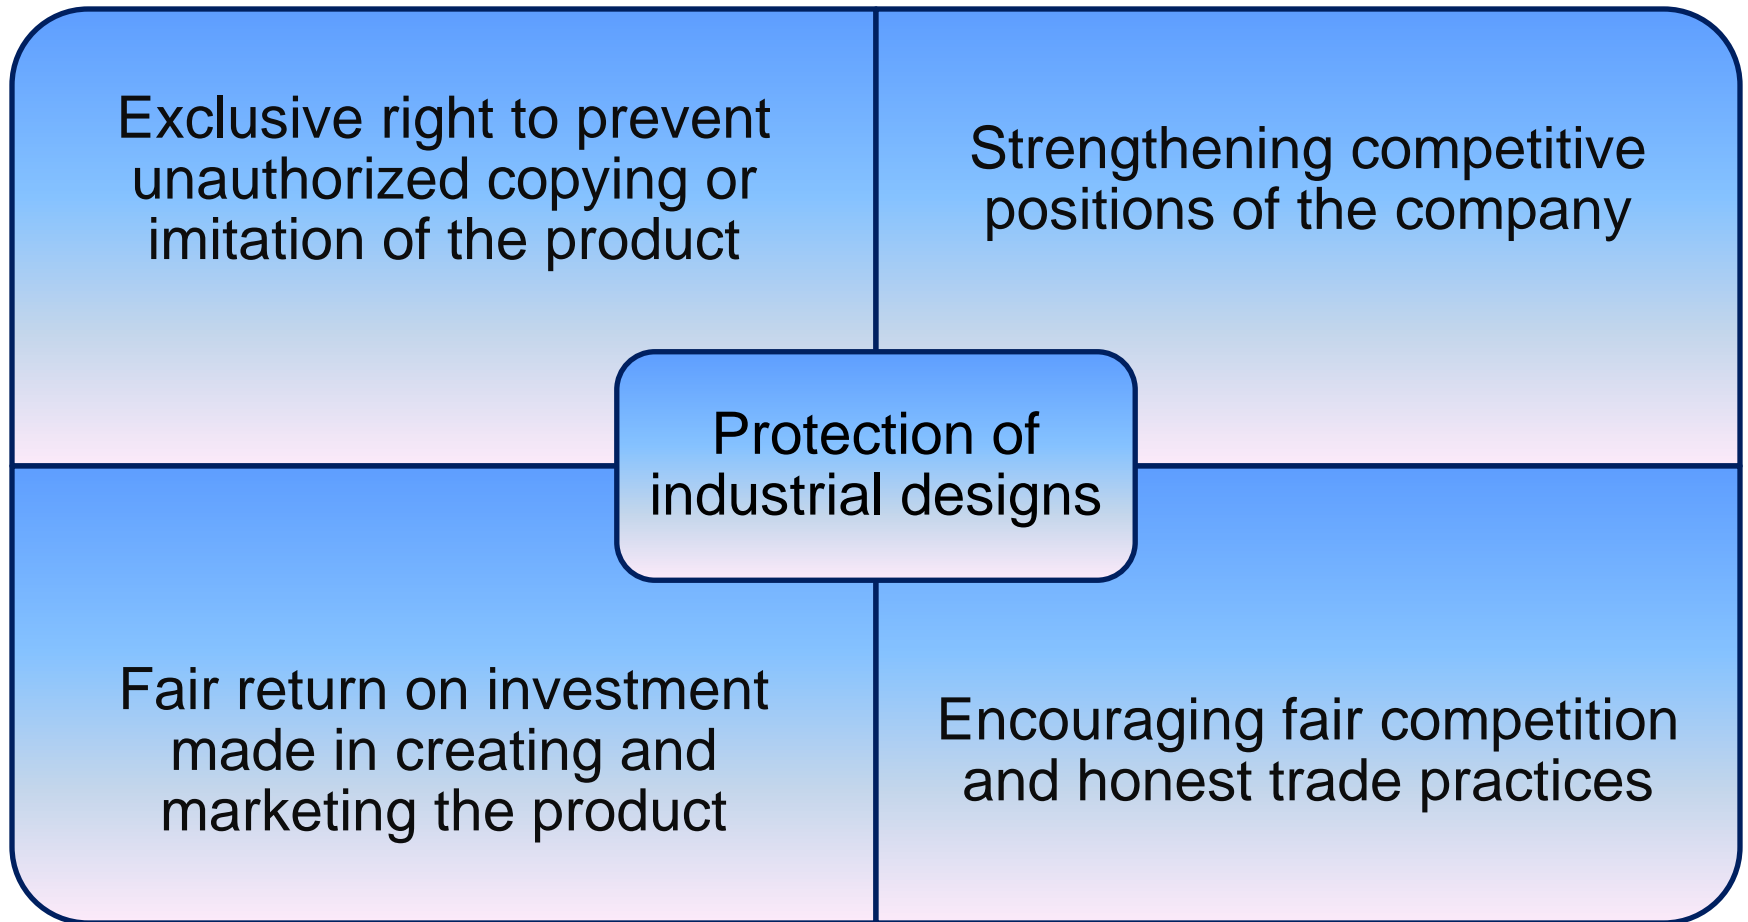 Exclusive right to prevent
unauthorized copying or
imitation of the product
Strengthening competitive
positions of the company
Protection of
industrial designs
Fair return on investment
made in creating and
marketing the product
Encouraging fair competition
and honest trade practices